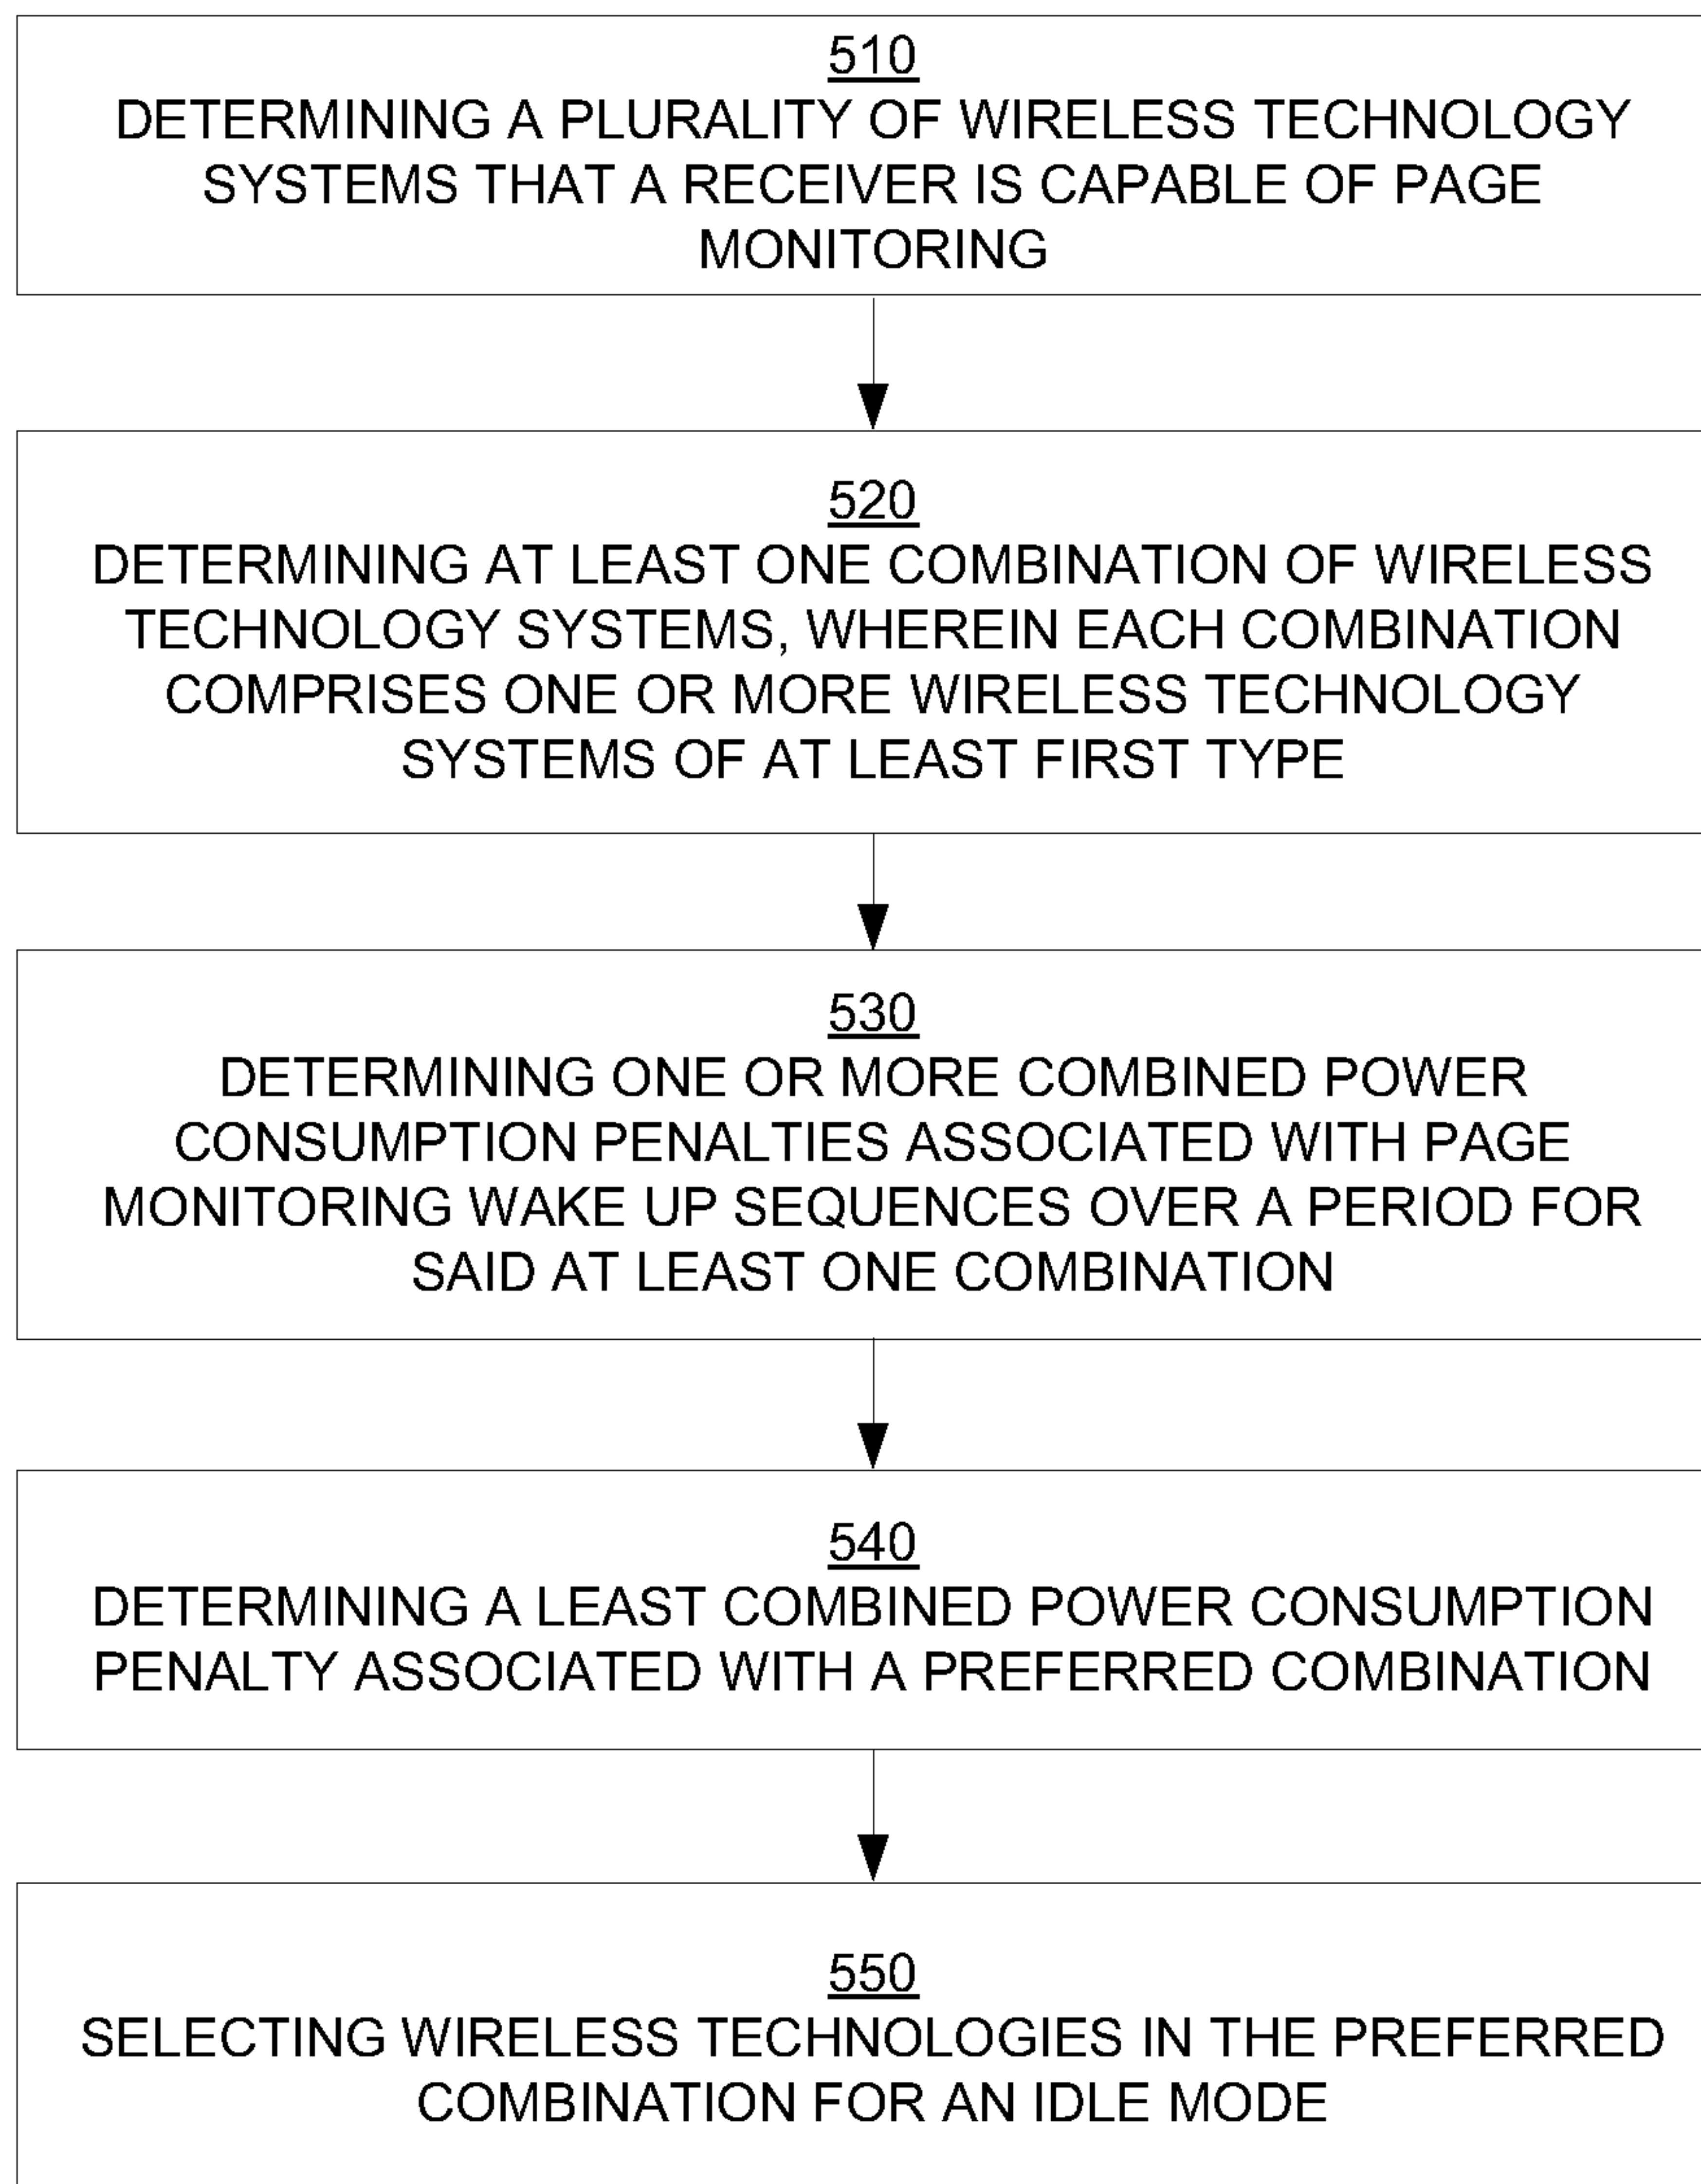 510
DETERMINING A PLURALITY OF WIRELESS TECHNOLOGY
SYSTEMS THAT A RECEIVER IS CAPABLE OF PAGE
MONITORING
520
DETERMINING AT LEAST ONE COMBINATION OF WIRELESS
TECHNOLOGY SYSTEMS, WHEREIN EACH COMBINATION
COMPRISES ONE OR MORE WIRELESS TECHNOLOGY
SYSTEMS OF AT LEAST FIRST TYPE
530
DETERMINING ONE OR MORE COMBINED POWER
CONSUMPTION PENALTIES ASSOCIATED WITH PAGE
MONITORING WAKE UP SEQUENCES OVER A PERIOD FOR
SAID AT LEAST ONE COMBINATION
540
DETERMINING A LEAST COMBINED POWER CONSUMPTION
PENALTY ASSOCIATED WITH A PREFERRED COMBINATION
550
SELECTING WIRELESS TECHNOLOGIES IN THE PREFERRED
COMBINATION FOR AN IDLE MODE